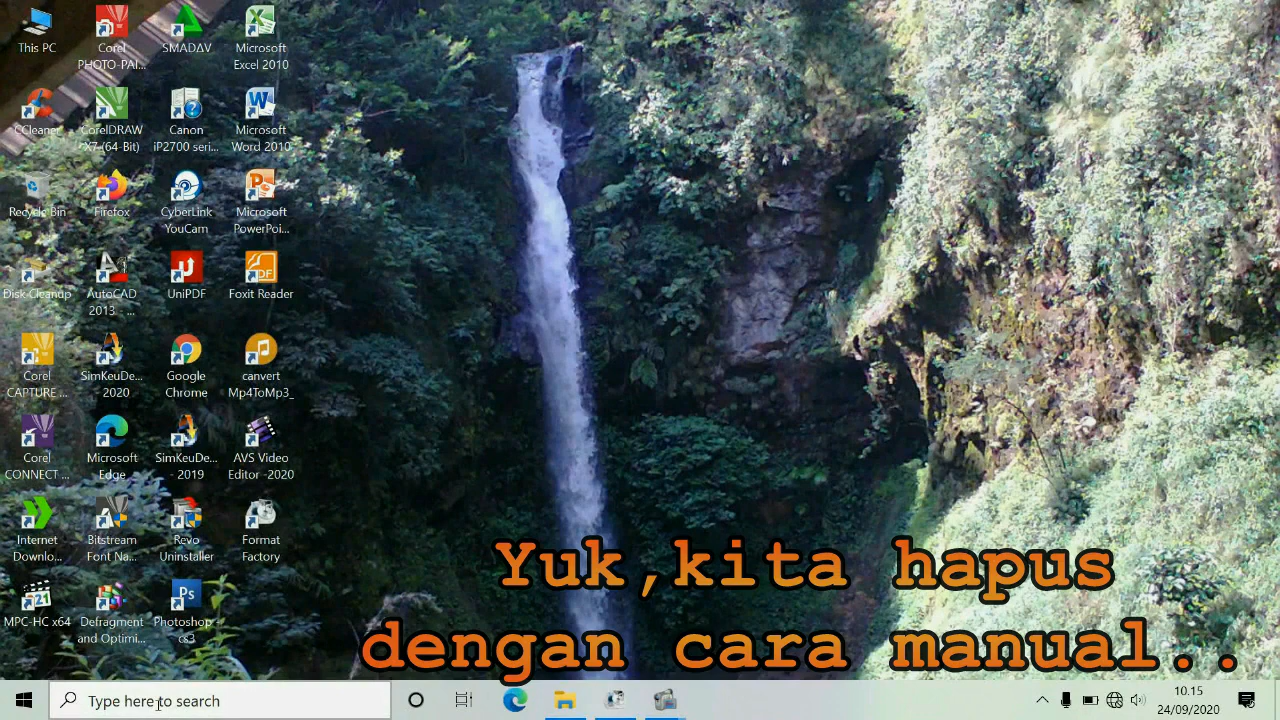 This PC
Corel
PHOTO-PAI...
SMADAV
Microsoft
Excel 2010
CCleaner
CorelDRAW
X7 (64-Bit)
Canon
iP2700 seri...
Microsoft
Word 2010
Recycle Bin
Firefox
CyberLink
YouCam
Microsoft
PowerPoi...
Disk Cleanup
AutoCAD
2013 - ...
UniPDF
Foxit Reader
Corel
CAPTURE ...
SimKeuDe...
- 2020
Google
Chrome
canvert
Mp4ToMp3_
Corel
CONNECT ...
Microsoft
Edge
SimKeuDe...
- 2019
AVS Video
Editor -2020
Internet
Downlo...
Bitstream
Font Na...
Revo
Uninstaller
Format
Factory
MPC-HC x64
Defragment
and Optimi...
Photoshop -
cs3
Yuk,kita hapus
dengan cara manual..
Type here to search
10.15
24/09/2020